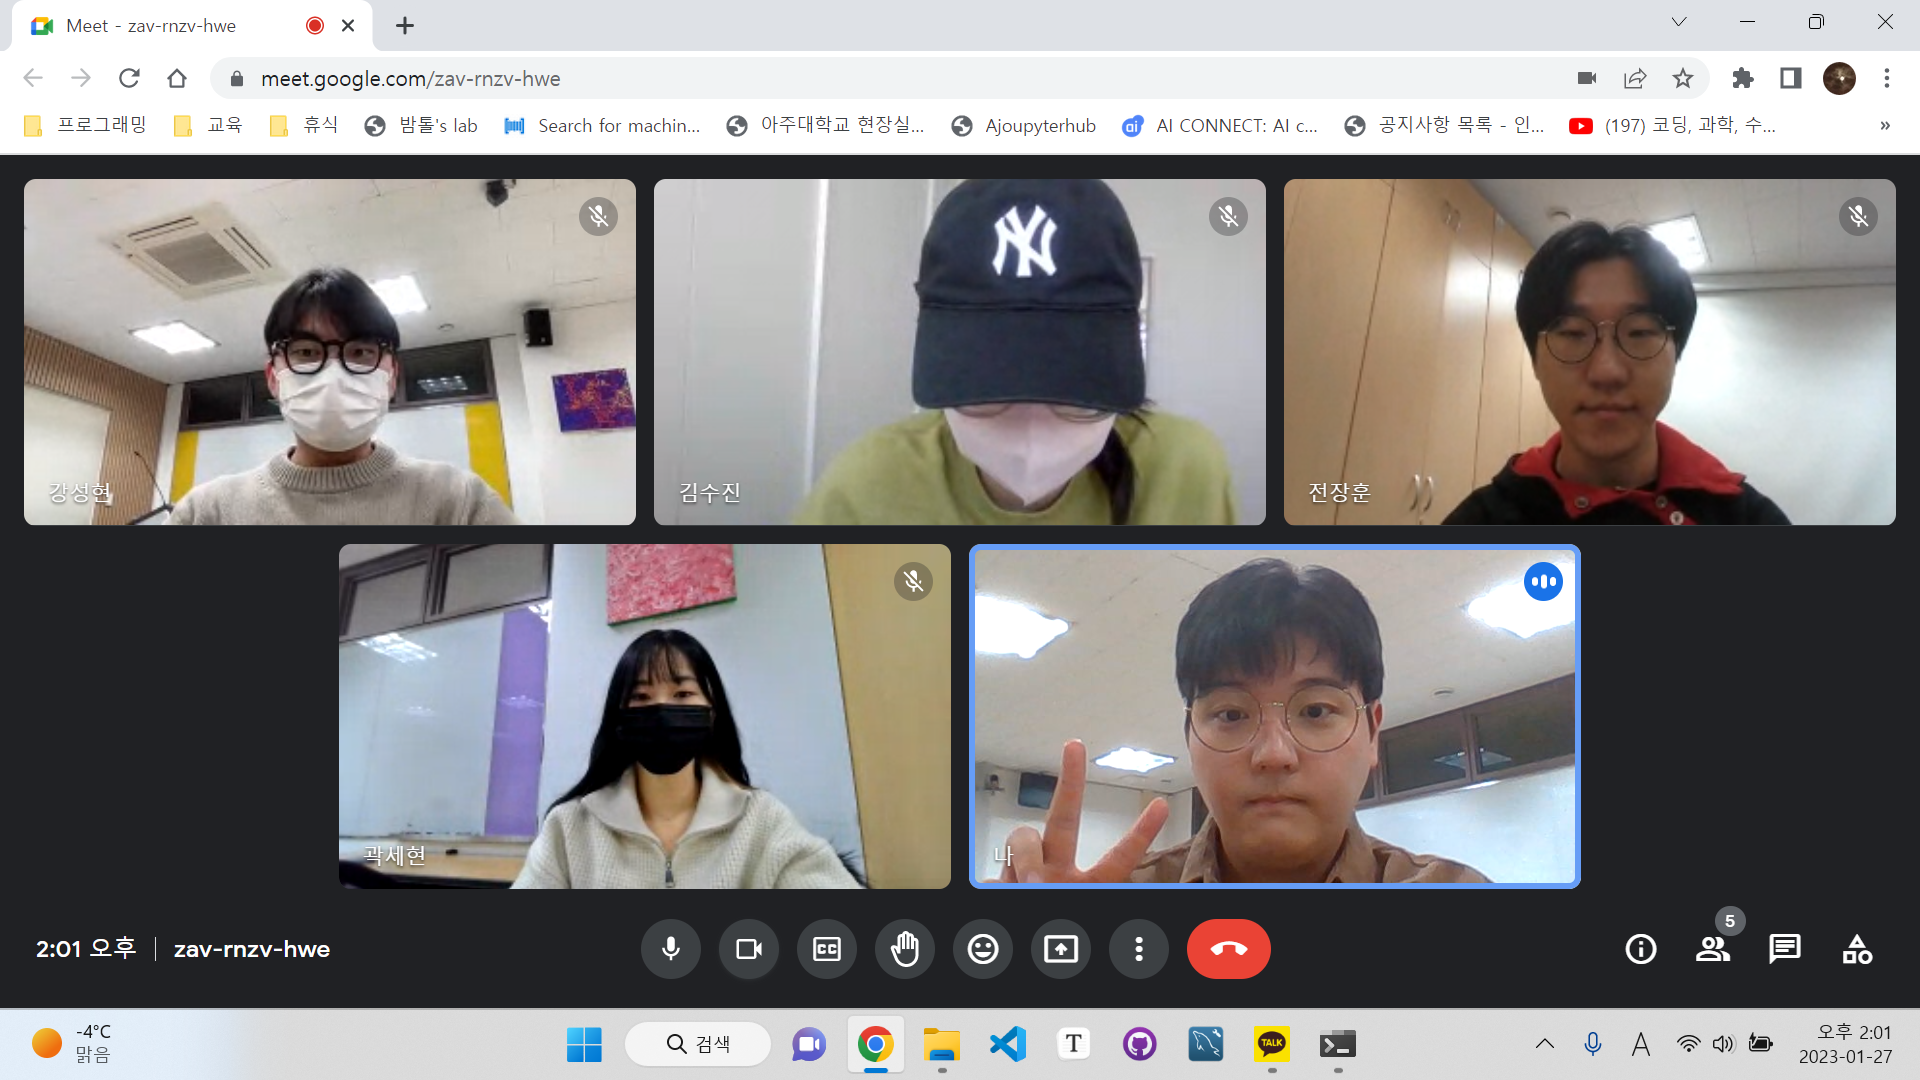 Meet - zav-rnzv-hwe
meet.google.com/zav-rnzv-hwe
프로그래밍 교육 휴식 밤톨's lab Search for machin... 아주대학교 현장실... Ajoupyterhub AI CONNECT: AI c... 공지사항 목록 - 인... (197) 코딩, 과학, 수... »
NY
강성현
김수진
전장훈
곽세현
나
2:01 오후 zav-rnzv-hwe
CC
5
-4°C
맑음
검색
T
TALK
A
오후 2:01
2023-01-27